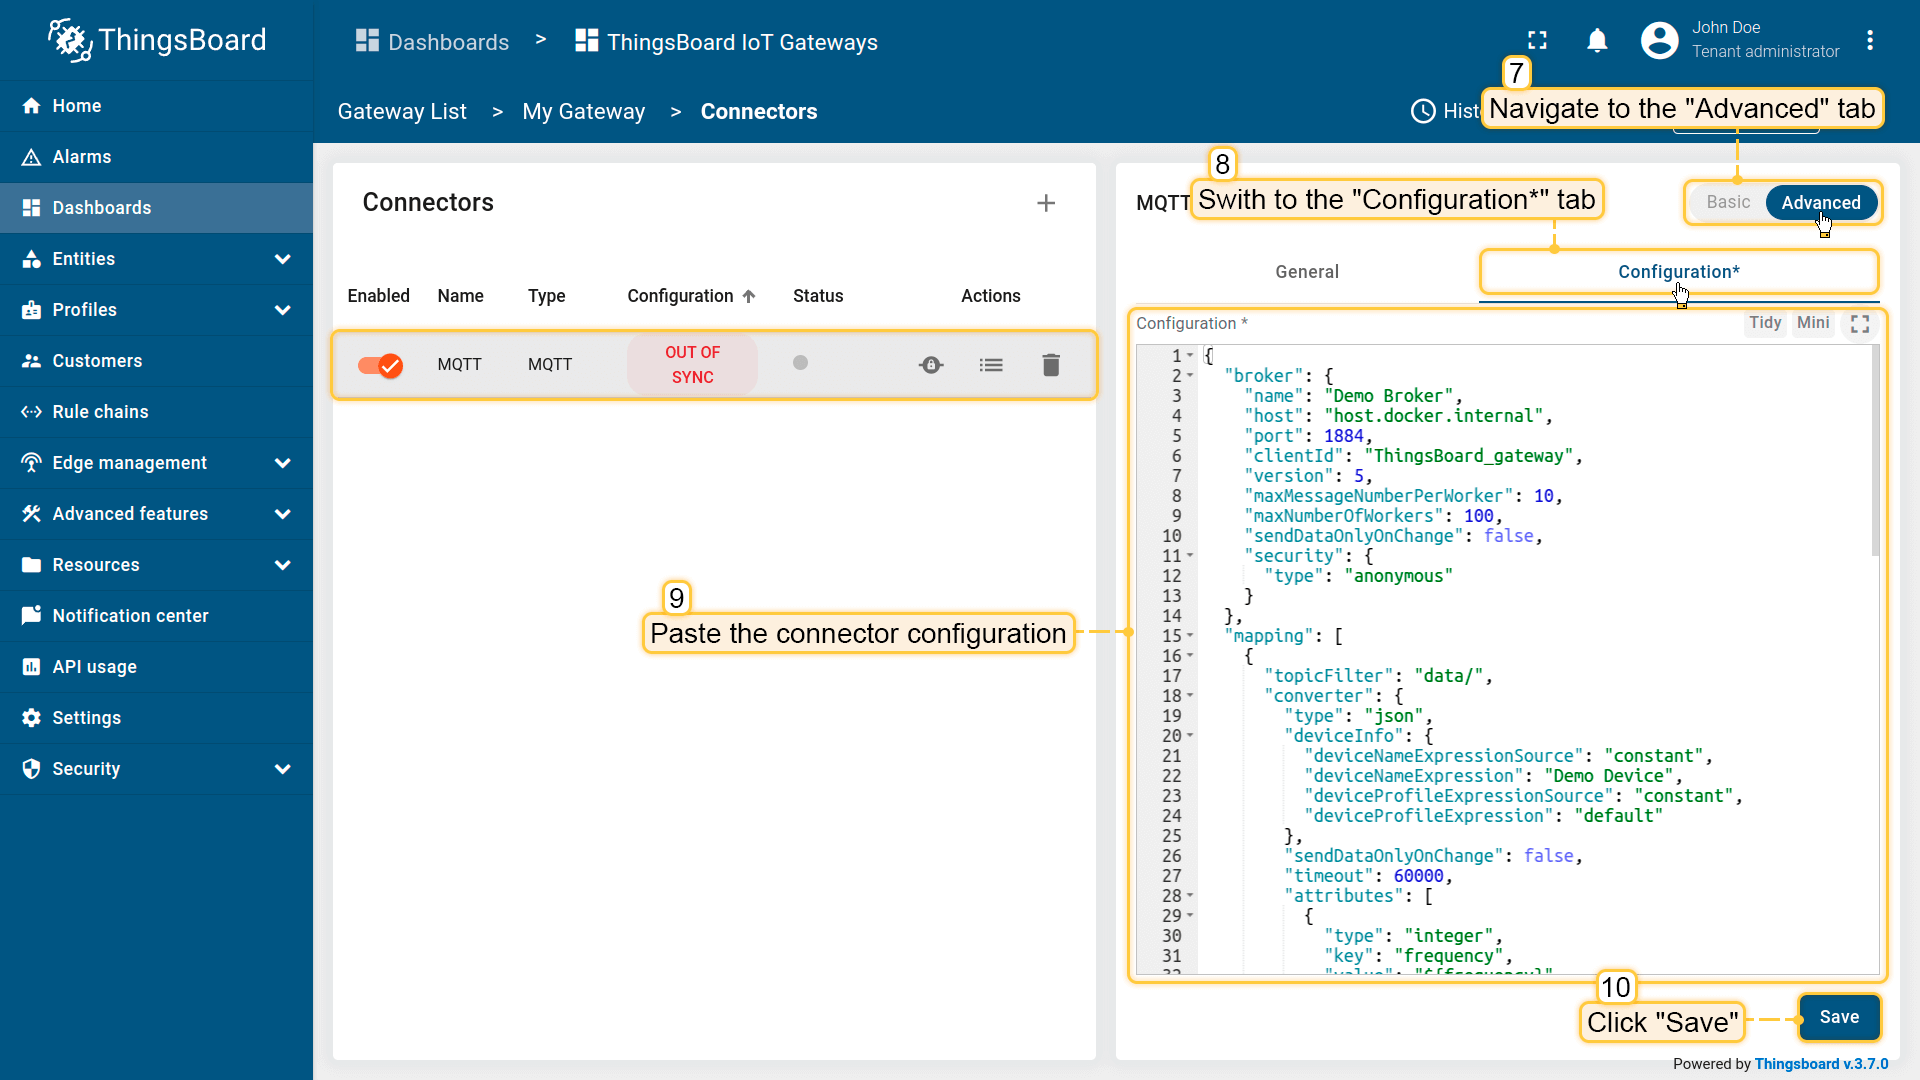 ThingsBoard
Dashboards > ThingsBoard IoT Gateways
John Doe
Tenant administrator
Gateway List > My Gateway > Connectors
7
Navigate to the "Advanced" tab
Home
Alarms
Dashboards
Entities
Profiles
Customers
Rule chains
Edge management
Advanced features
Resources
Notification center
API usage
Settings
Security
Connectors
Enabled Name Type Configuration Status Actions
MQTT MQTT OUT OF SYNC
9
Paste the connector configuration
8
MQTT
Swith to the "Configuration*" tab
Basic Advanced
General Configuration*
Configuration * Tidy Mini
1 {
2 "broker": {
3 "name": "Demo Broker",
4 "host": "host.docker.internal",
5 "port": 1884,
6 "clientId": "ThingsBoard_gateway",
7 "version": 5,
8 "maxMessageNumberPerWorker": 10,
9 "maxNumberOfWorkers": 100,
10 "sendDataOnlyOnChange": false,
11 "security": {
12 "type": "anonymous"
13 }
14 },
15 "mapping": [
16 {
17 "topicFilter": "data/",
18 "converter": {
19 "type": "json",
20 "deviceInfo": {
21 "deviceNameExpressionSource": "constant",
22 "deviceNameExpression": "Demo Device",
23 "deviceProfileExpressionSource": "constant",
24 "deviceProfileExpression": "default"
25 },
26 "sendDataOnlyOnChange": false,
27 "timeout": 60000,
28 "attributes": [
29 {
30 "type": "integer",
31 "key": "frequency",
10
Click "Save"
Save
Powered by Thingsboard v.3.7.0